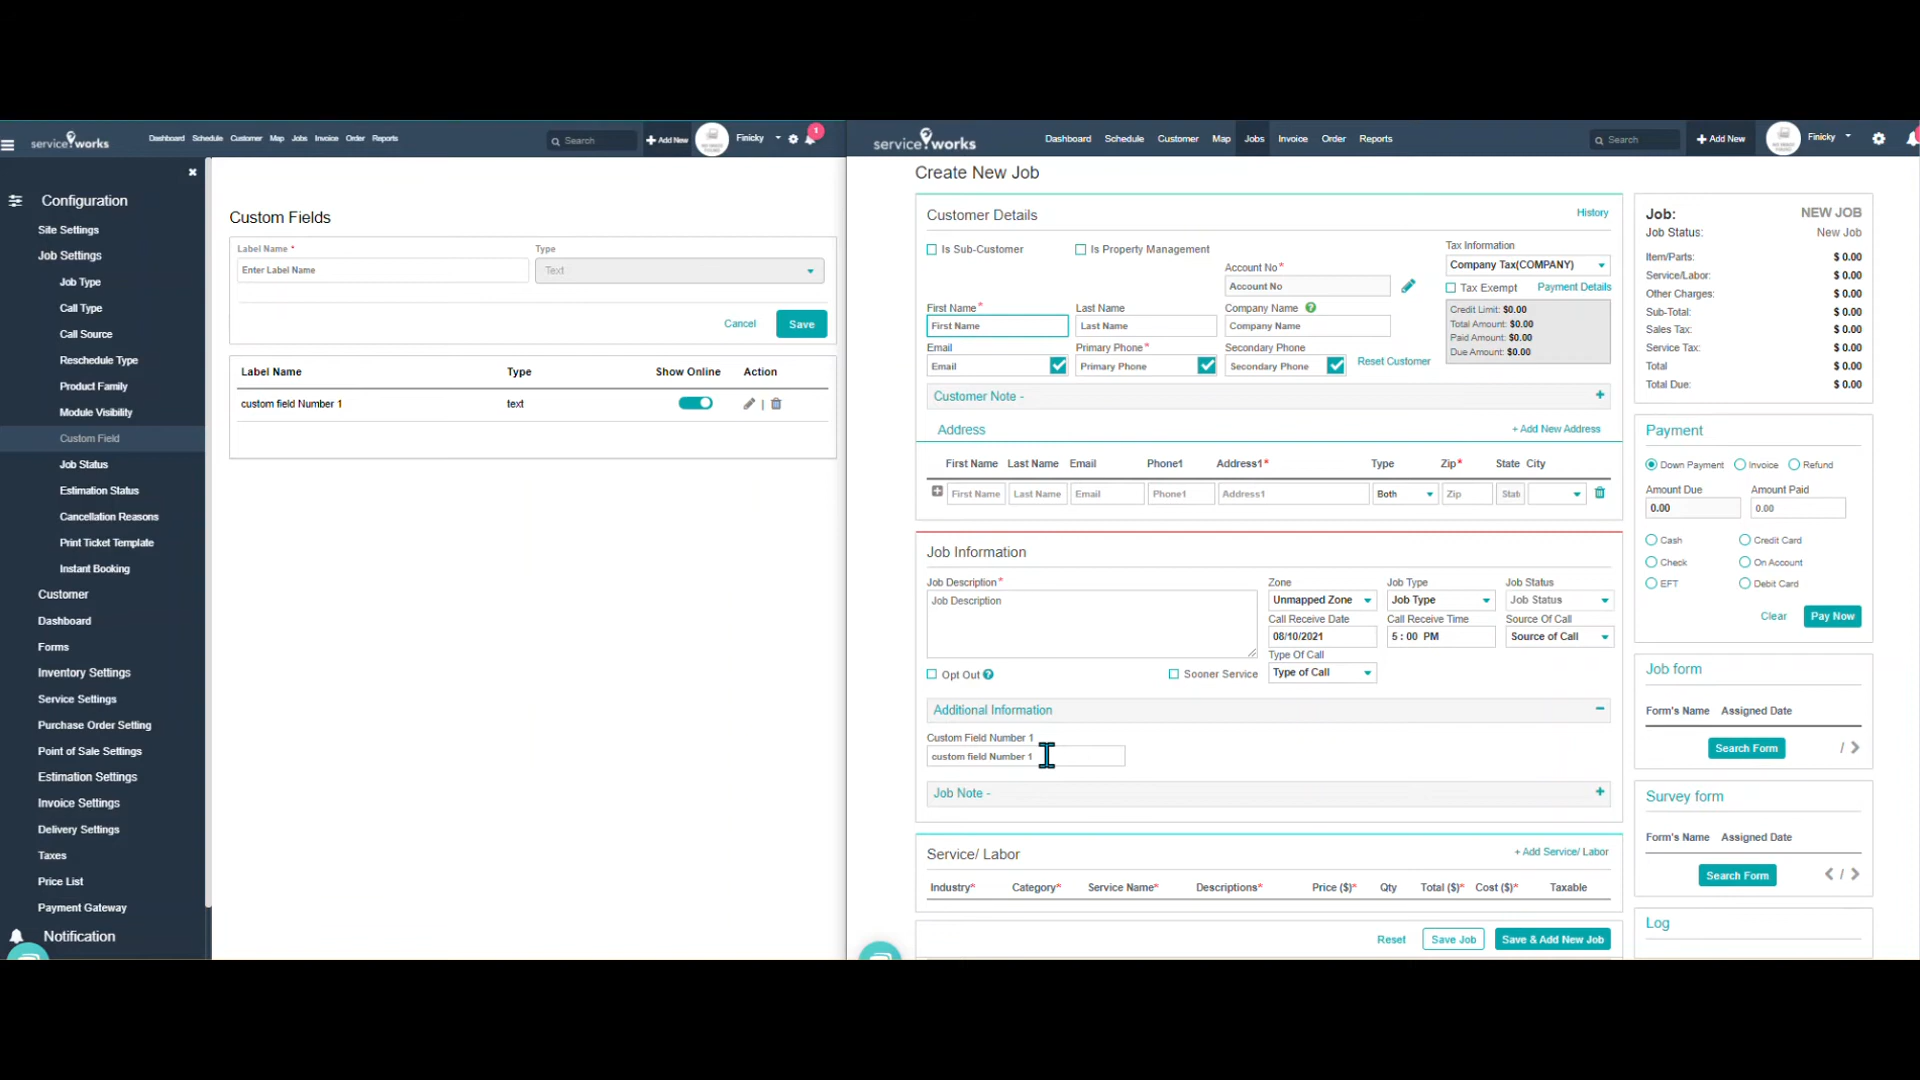 serviceworks Dashboard Schedule Customer Map Jobs Invoice Order Reports Search Add New Finicky 1
Configuration
Site Settings
Job Settings
Job Type
Call Type
Call Source
Reschedule Type
Product Family
Module Visibility
Custom Field
Job Status
Estimation Status
Cancellation Reasons
Print Ticket Template
Instant Booking
Customer
Dashboard
Forms
Inventory Settings
Service Settings
Purchase Order Setting
Point of Sale Settings
Estimation Settings
Invoice Settings
Delivery Settings
Taxes
Price List
Payment Gateway
Notification
Custom Fields
Label Name * Type
Enter Label Name Text
Cancel Save
Label Name Type Show Online Action
custom field Number 1 text |
serviceworks Dashboard Schedule Customer Map Jobs Invoice Order Reports Search Add New Finicky
Create New Job
Customer Details History
Is Sub-Customer Is Property Management Tax Information
Account No * Company Tax(COMPANY)
Account No Tax Exempt Payment Details
First Name * Last Name Company Name ? Credit Limit: $0.00
First Name Last Name Company Name Total Amount: $0.00
Paid Amount: $0.00
Email Primary Phone * Secondary Phone Due Amount: $0.00
Email Primary Phone Secondary Phone Reset Customer
Customer Note - +
Address + Add New Address
First Name Last Name Email Phone1 Address1* Type Zip* State City
First Name Last Name Email Phone1 Address1 Both Zip Stat
Job Information
Job Description * Zone Job Type Job Status
Job Description Unmapped Zone Job Type Job Status
Call Receive Date Call Receive Time Source Of Call
08/10/2021 5 : 00 PM Source of Call
Type Of Call
Opt Out ? Sooner Service Type of Call
Additional Information −
Custom Field Number 1
custom field Number 1
Job Note - +
Service/ Labor + Add Service/ Labor
Industry* Category* Service Name* Descriptions* Price ($)* Qty Total ($)* Cost ($)* Taxable
Reset Save Job Save & Add New Job
Job: NEW JOB
Job Status: New Job
Item/Parts: $ 0.00
Service/Labor: $ 0.00
Other Charges: $ 0.00
Sub-Total: $ 0.00
Sales Tax: $ 0.00
Service Tax: $ 0.00
Total $ 0.00
Total Due: $ 0.00
Payment
Down Payment Invoice Refund
Amount Due Amount Paid
0.00 0.00
Cash Credit Card
Check On Account
EFT Debit Card
Clear Pay Now
Job form
Form's Name Assigned Date
Search Form /
Survey form
Form's Name Assigned Date
Search Form /
Log